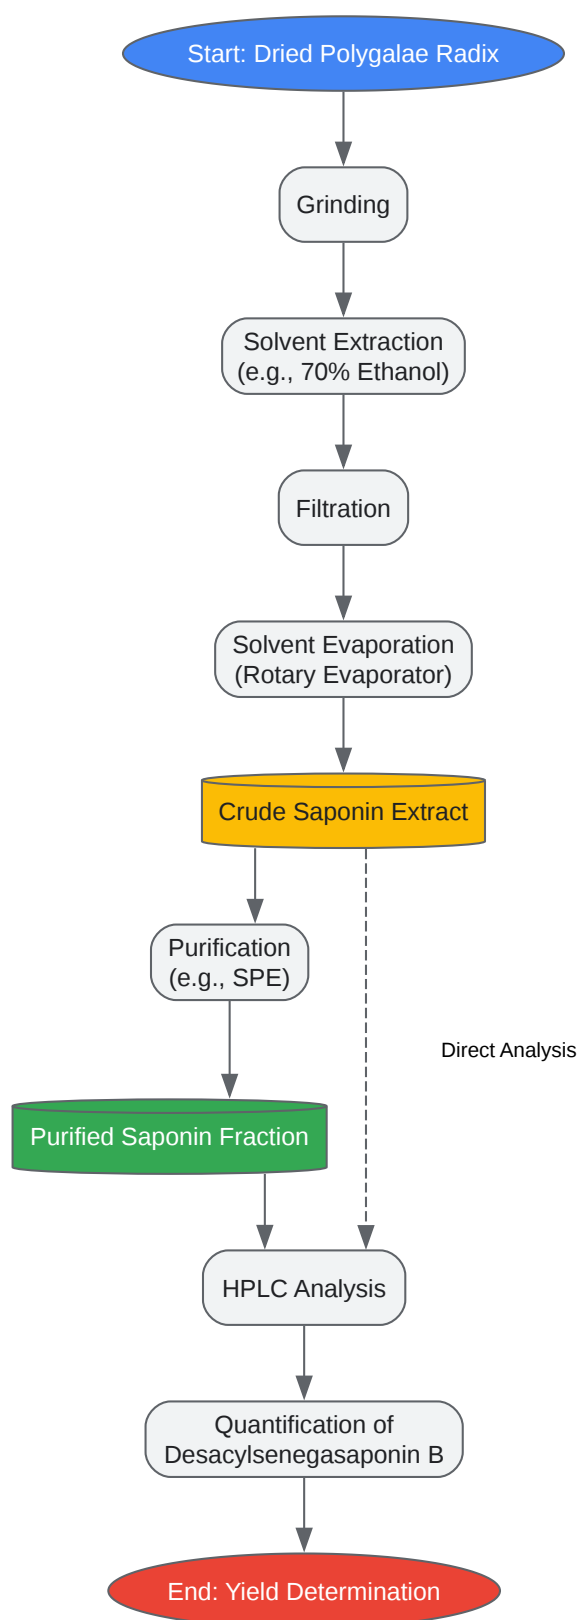 Start: Dried Polygalae Radix
Grinding
Solvent Extraction
(e.g., 70% Ethanol)
Filtration
Solvent Evaporation
(Rotary Evaporator)
Crude Saponin Extract
Purification
(e.g., SPE)
Direct Analysis
Purified Saponin Fraction
HPLC Analysis
Quantification of
Desacylsenegasaponin B
End: Yield Determination